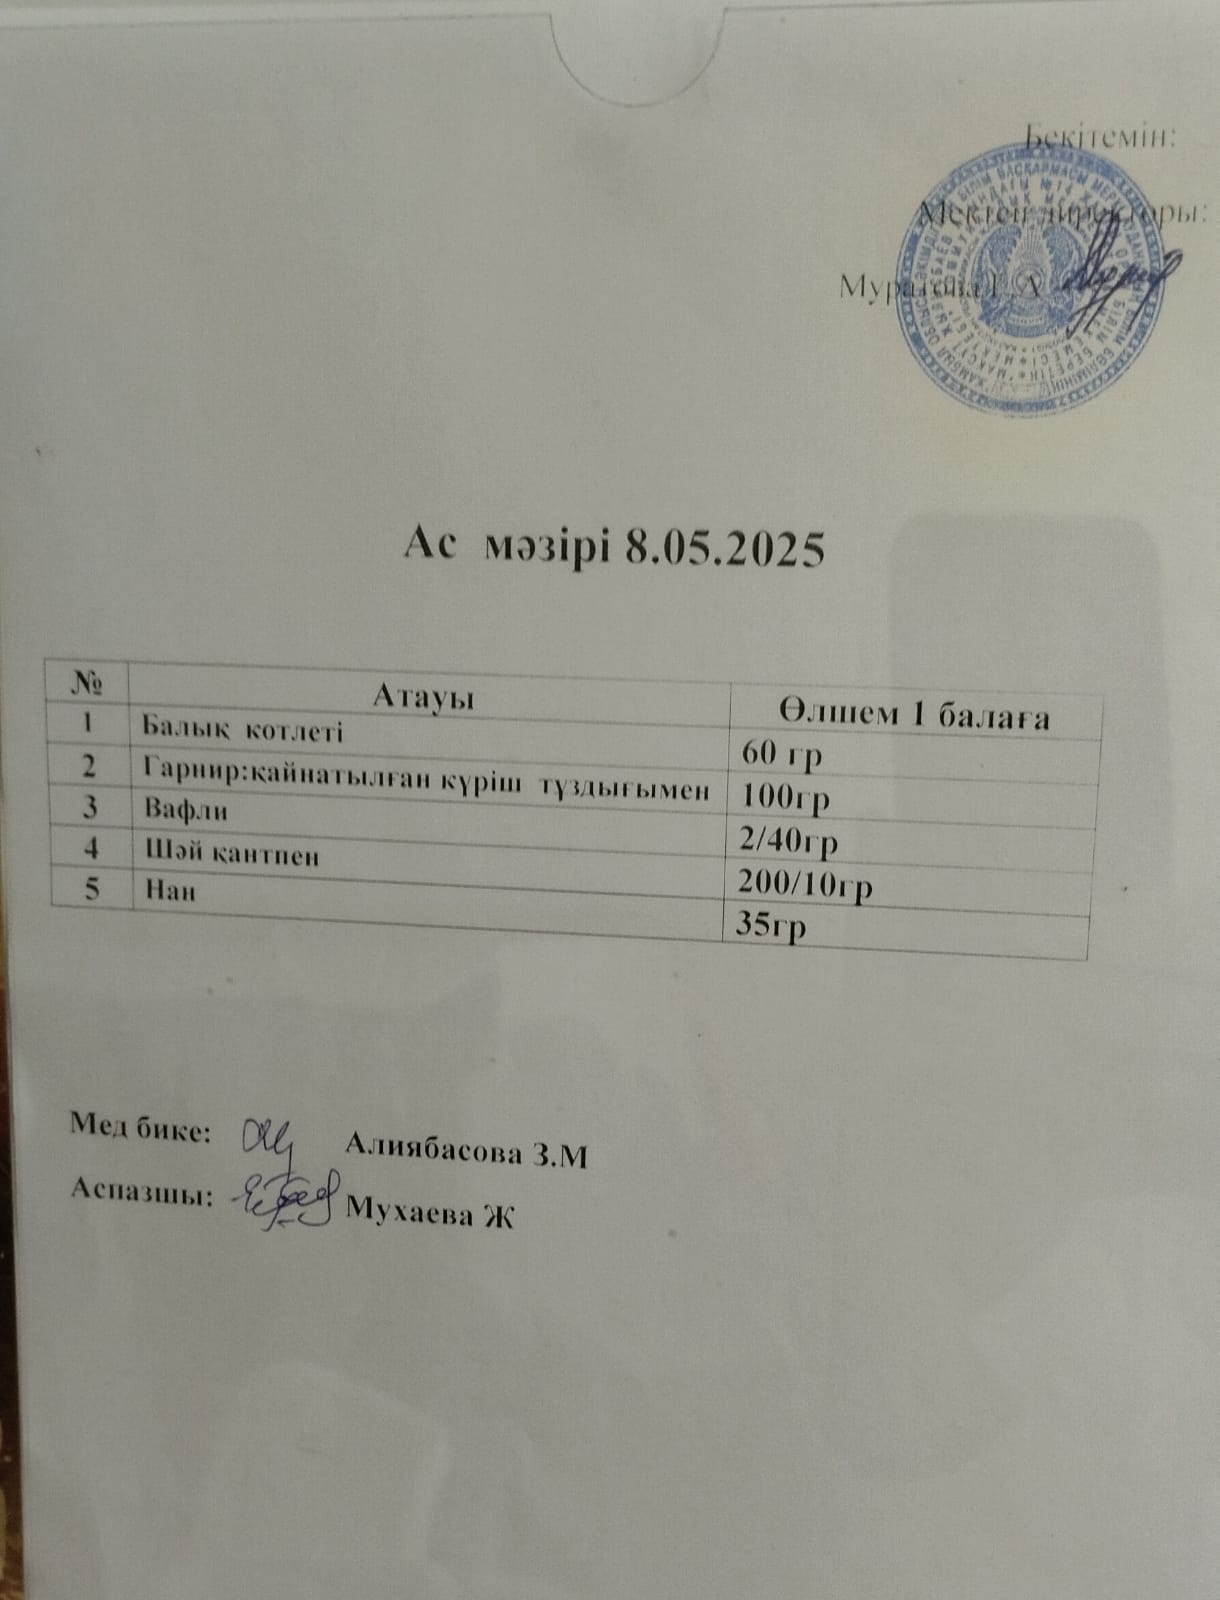 Бекітемін:
Мектеп директоры:
Муратова Г.А
Ас мәзірі 8.05.2025
№ Атауы Өлшем 1 балаға
1 Балық котлеті 60 гр
2 Гарнир:қайнатылған күріш тұздығымен 100гр
3 Вафли 2/40гр
4 Шәй қантпен 200/10гр
5 Нан 35гр
Мед бике: Алиябасова З.М
Аспазшы: Мухаева Ж